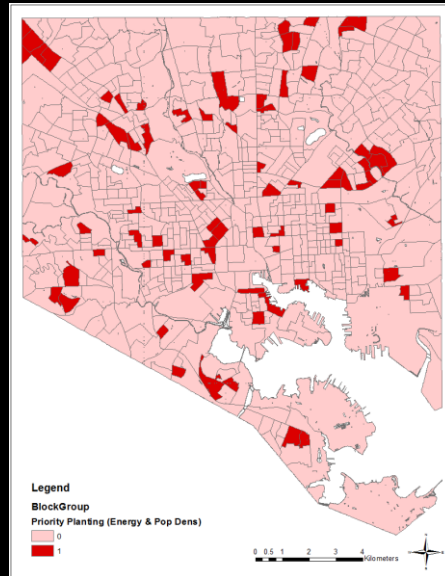 Legend
BlockGroup
Priority Planting (Energy & Pop Dens)
0
1
0 0.5 1 2 3 4
Kilometers